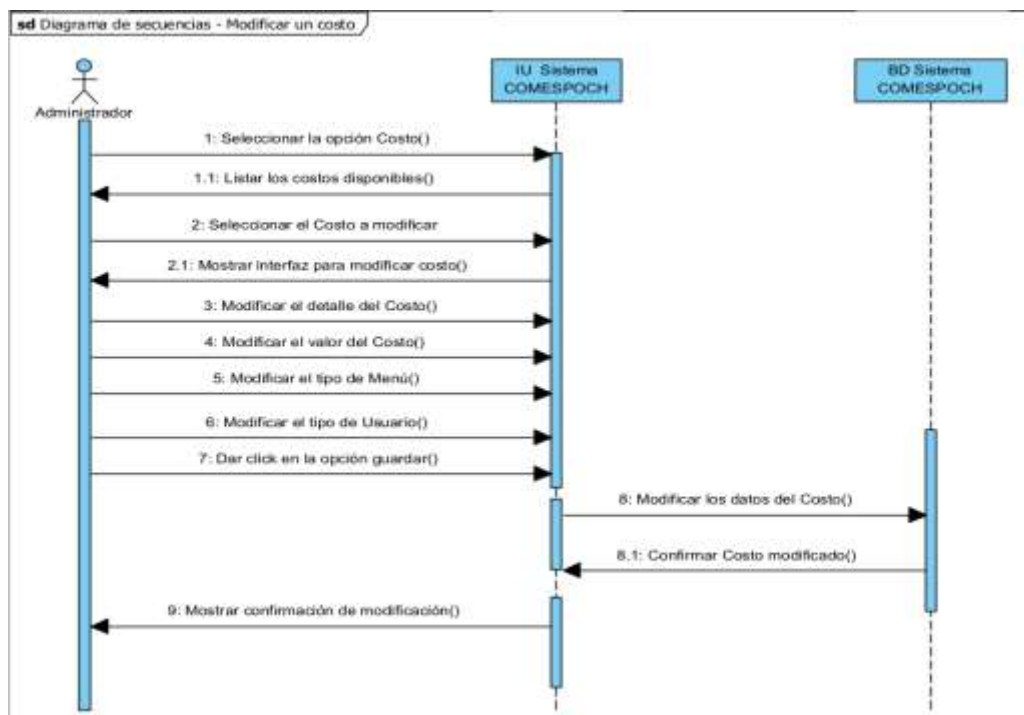 sd Diagrama de secuencias - Modificar un costo
IU Sistema
COMESPOCH
BD Sistema
COMESPOCH
Administrador
1: Seleccionar la opción Costo()
1.1: Listar los costos disponibles()
2: Seleccionar el Costo a modificar
2.1: Mostrar interfaz para modificar costo()
3: Modificar el detalle del Costo()
4: Modificar el valor del Costo()
5: Modificar el tipo de Menú()
6: Modificar el tipo de Usuario()
7: Dar click en la opción guardar()
8: Modificar los datos del Costo()
8.1: Confirmar Costo modificado()
9: Mostrar confirmación de modificación()